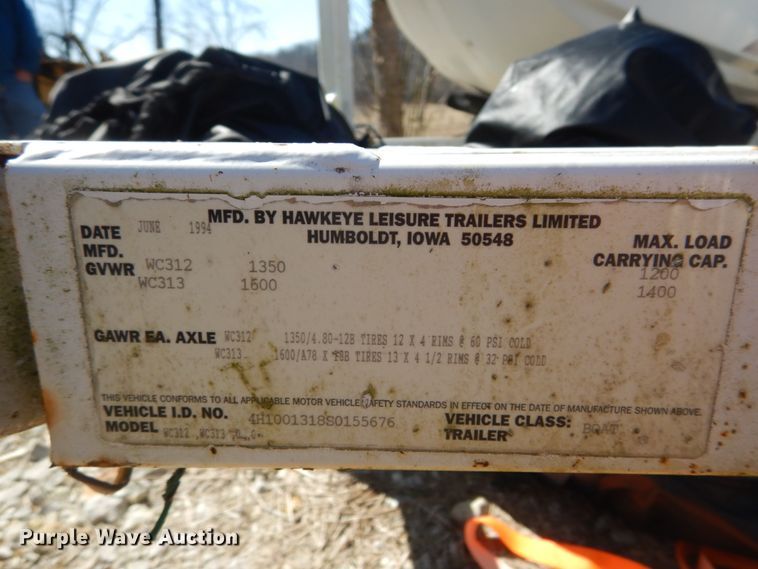 MFD. BY HAWKEYE LEISURE TRAILERS LIMITED
HUMBOLDT, IOWA 50548
DATE MFD. JUNE 1994
MAX. LOAD
CARRYING CAP.
GVWR WC312 1350 1200
WC313 1600 1400
GAWR EA. AXLE WC312 1350/4.80-12B TIRES 12 X 4 RIMS @ 60 PSI COLD
WC313 1600/A78 X 13B TIRES 13 X 4 1/2 RIMS @ 32 PSI COLD
THIS VEHICLE CONFORMS TO ALL APPLICABLE MOTOR VEHICLE SAFETY STANDARDS IN EFFECT ON THE DATE OF MANUFACTURE SHOWN ABOVE.
VEHICLE I.D. NO. 4H1001318S0155676 VEHICLE CLASS: BOAT
MODEL WC312 ,WC313 TRAILER
Purple Wave Auction